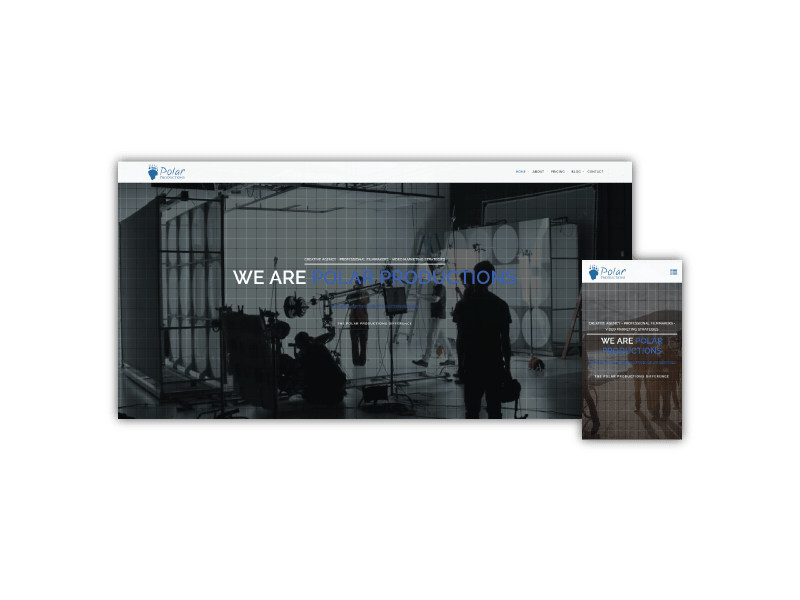 Polar
PRODUCTIONS
HOME ABOUT PRICING BLOG CONTACT
CREATIVE AGENCY - PROFESSIONAL FILMMAKERS - VIDEO MARKETING STRATEGIES
WE ARE POLAR PRODUCTIONS
THE POLAR PRODUCTIONS DIFFERENCE
Polar
PRODUCTIONS
CREATIVE AGENCY - PROFESSIONAL FILMMAKERS -
VIDEO MARKETING STRATEGIES
WE ARE POLAR
PRODUCTIONS
THE POLAR PRODUCTIONS DIFFERENCE